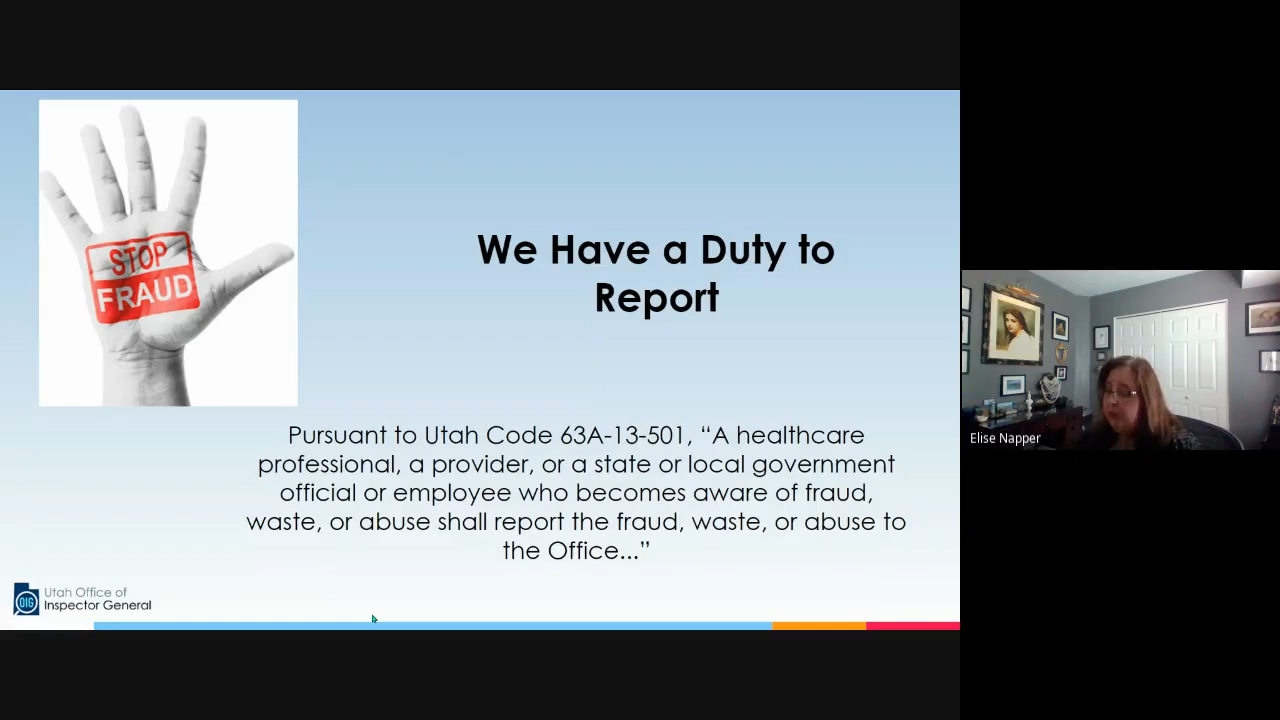 STOP
FRAUD
We Have a Duty to
Report
Pursuant to Utah Code 63A-13-501, “A healthcare
professional, a provider, or a state or local government
official or employee who becomes aware of fraud,
waste, or abuse shall report the fraud, waste, or abuse to
the Office...”
OIG
Utah Office of
Inspector General
Elise Napper